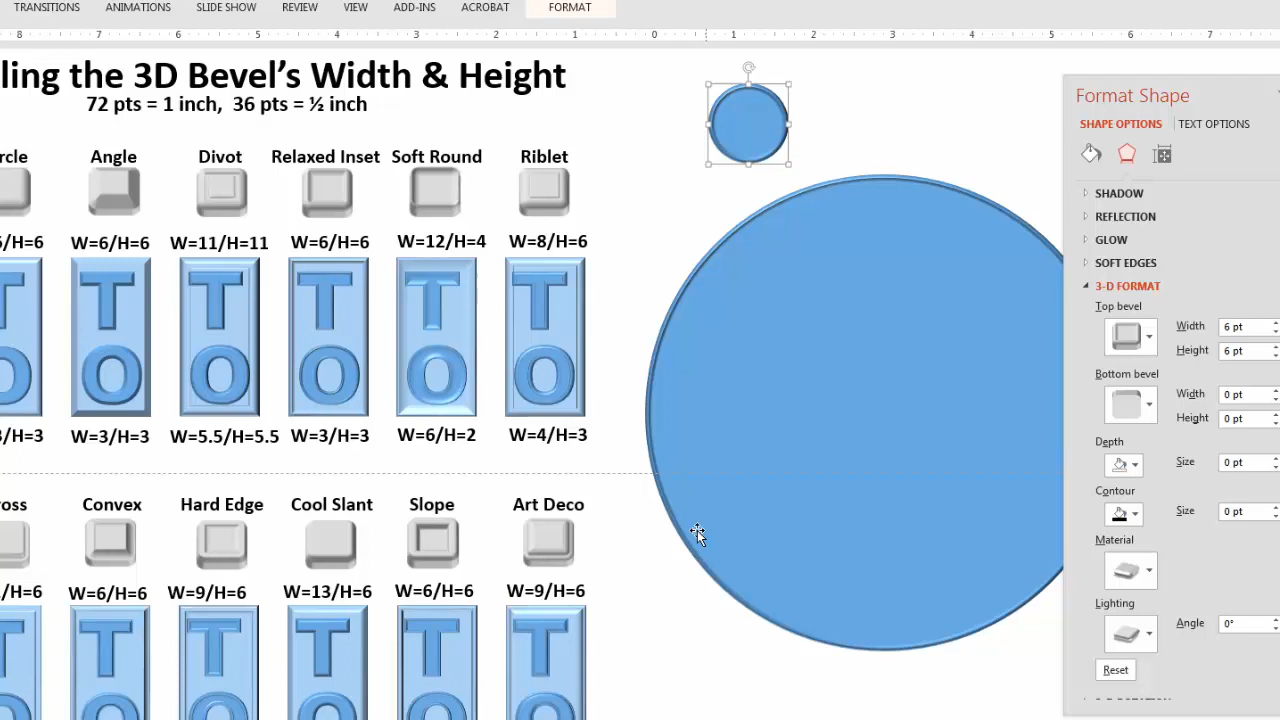 TRANSITIONS ANIMATIONS SLIDE SHOW REVIEW VIEW ADD-INS ACROBAT FORMAT
8 7 6 5 4 3 2 1 0 1 2 3 4 5 6 7
ling the 3D Bevel's Width & Height
72 pts = 1 inch, 36 pts = ½ inch
rcle Angle Divot Relaxed Inset Soft Round Riblet
/H=6 W=6/H=6 W=11/H=11 W=6/H=6 W=12/H=4 W=8/H=6
T T T T T T
O O O O O O
/H=3 W=3/H=3 W=5.5/H=5.5 W=3/H=3 W=6/H=2 W=4/H=3
oss Convex Hard Edge Cool Slant Slope Art Deco
/H=6 W=6/H=6 W=9/H=6 W=13/H=6 W=6/H=6 W=9/H=6
T T T T T T
O O O O O O
Format Shape
SHAPE OPTIONS TEXT OPTIONS
SHADOW
REFLECTION
GLOW
SOFT EDGES
3-D FORMAT
Top bevel
Width 6 pt
Height 6 pt
Bottom bevel
Width 0 pt
Height 0 pt
Depth
Size 0 pt
Contour
Size 0 pt
Material
Lighting
Angle 0°
Reset